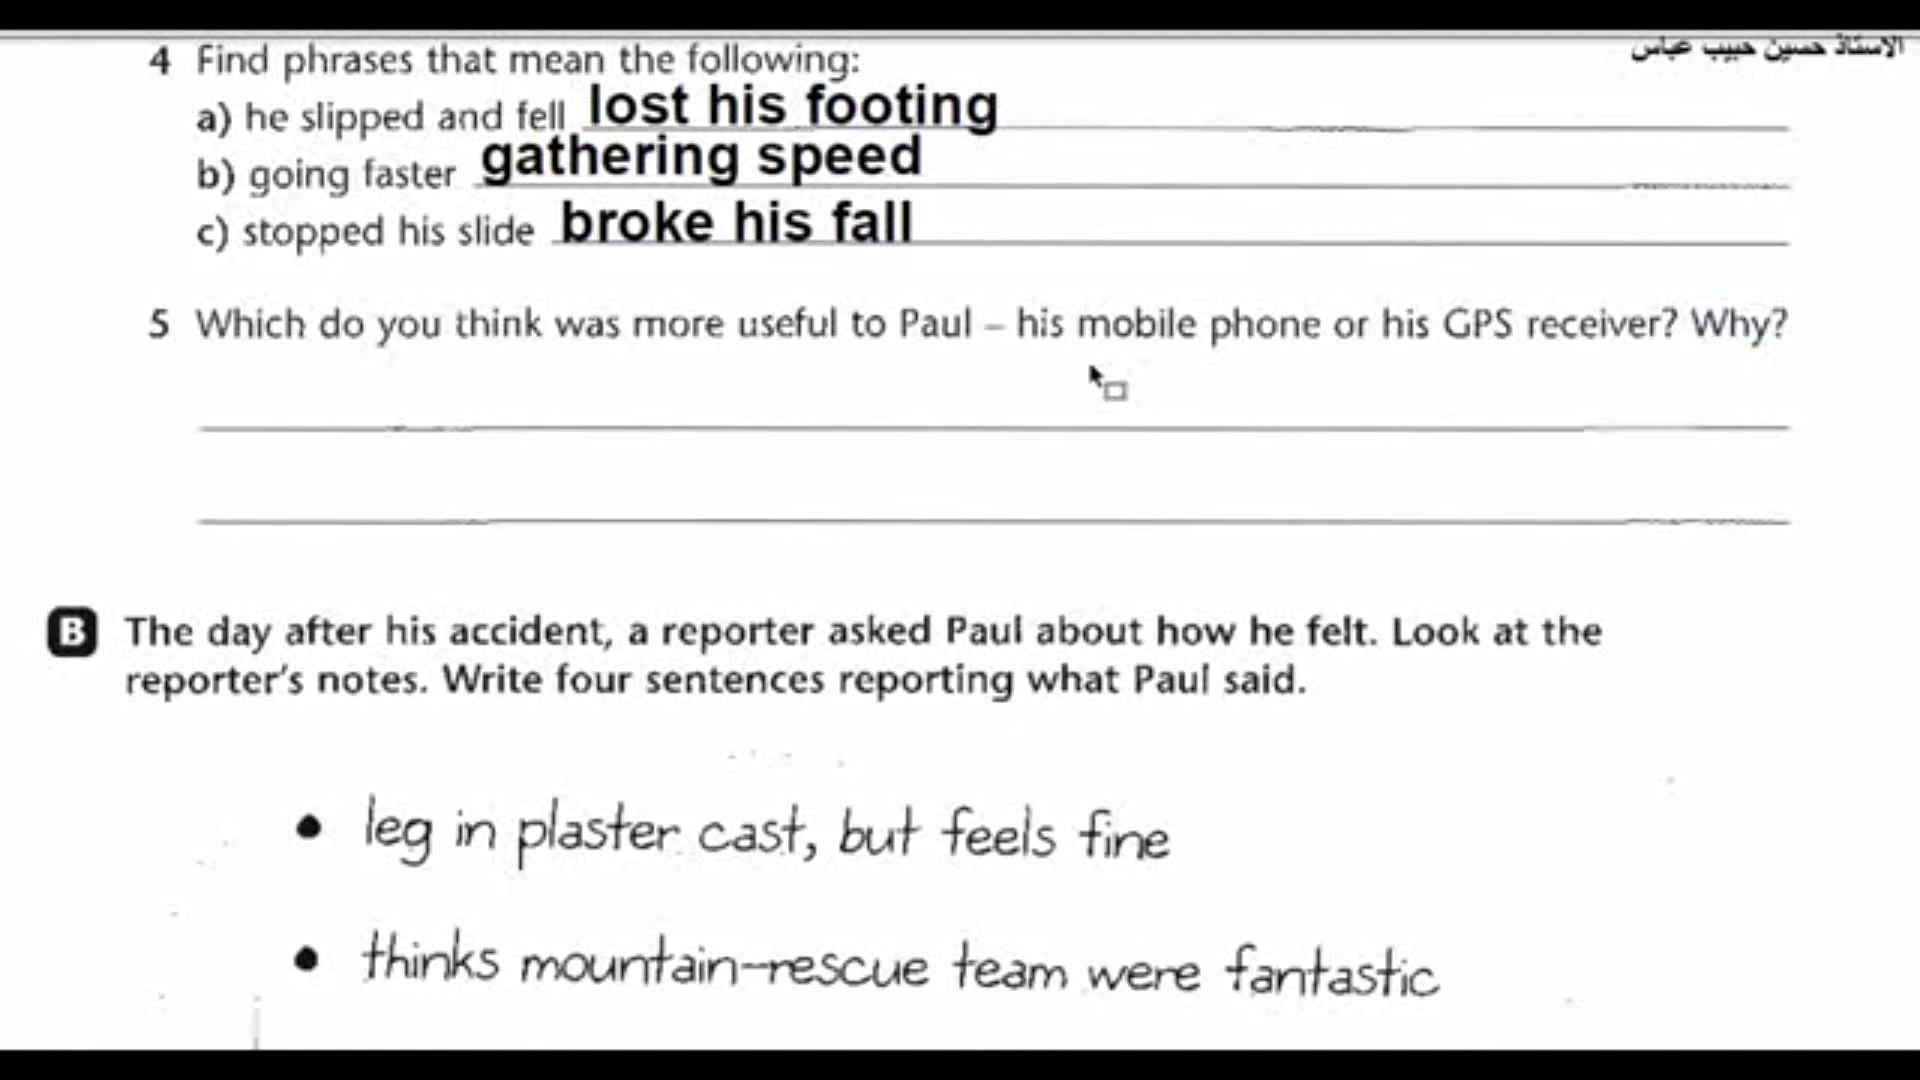 الاستاذ حسين حبيب عباس
4 Find phrases that mean the following:
a) he slipped and fell lost his footing
b) going faster gathering speed
c) stopped his slide broke his fall
5 Which do you think was more useful to Paul – his mobile phone or his GPS receiver? Why?
B The day after his accident, a reporter asked Paul about how he felt. Look at the
reporter's notes. Write four sentences reporting what Paul said.
• leg in plaster cast, but feels fine
• thinks mountain-rescue team were fantastic